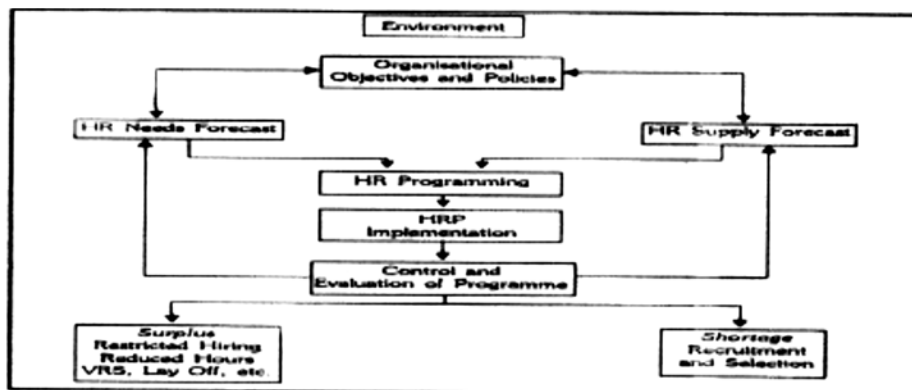 Environment
Organisational
Objectives and Policies
HR Needs Forecast
HR Supply Forecast
HR Programming
HRP
Implementation
Control and
Evaluation of Programme
Surplus
Restricted Hiring
Reduced Hours
VRS, Lay Off, etc.
Shortage
Recruitment
and Selection